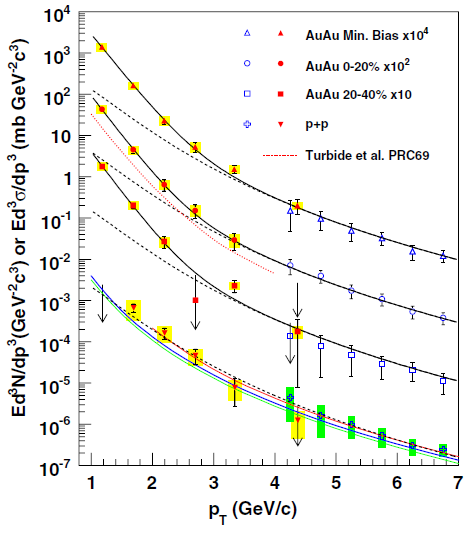 10⁴
10³
10²
10
1
10⁻¹
10⁻²
10⁻³
10⁻⁴
10⁻⁵
10⁻⁶
10⁻⁷
Ed³N/dp³(GeV⁻²c³) or Ed³σ/dp³ (mb GeV⁻²c³)
AuAu Min. Bias x10⁴
AuAu 0-20% x10²
AuAu 20-40% x10
p+p
Turbide et al. PRC69
1 2 3 4 5 6 7
p_T (GeV/c)